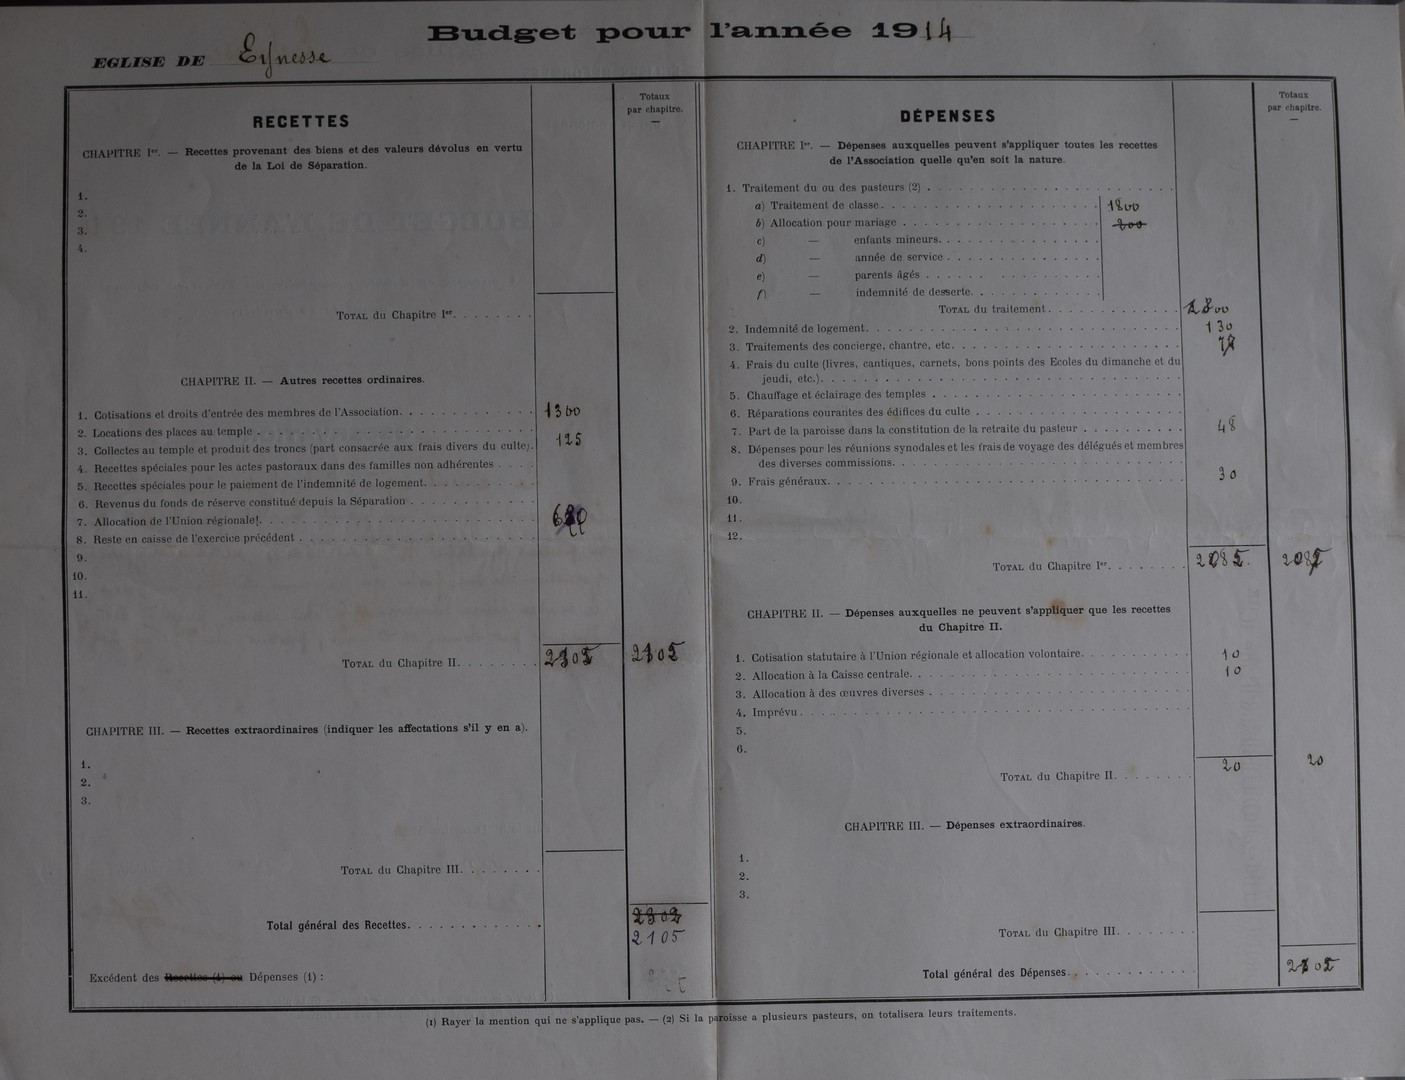 Budget pour l'année 1914
EGLISE DE Eynesse
RECETTES
Totaux
par chapitre.
CHAPITRE Ier. — Recettes provenant des biens et des valeurs dévolus en vertu
de la Loi de Séparation.
1.
2.
3.
4.
TOTAL du Chapitre Ier.
CHAPITRE II. — Autres recettes ordinaires.
1. Cotisations et droits d'entrée des membres de l'Association. 1300
2. Locations des places au temple
3. Collectes au temple et produit des troncs (part consacrée aux frais divers du culte). 125
4. Recettes spéciales pour les actes pastoraux dans des familles non adhérentes
5. Recettes spéciales pour le paiement de l'indemnité de logement.
6. Revenus du fonds de réserve constitué depuis la Séparation
7. Allocation de l'Union régionale
8. Reste en caisse de l'exercice précédent
9.
10.
11.
TOTAL du Chapitre II. 2105 2105
CHAPITRE III. — Recettes extraordinaires (indiquer les affectations s'il y en a).
1.
2.
3.
TOTAL du Chapitre III.
Total général des Recettes.
2105
Excédent des Recettes (1) ou Dépenses (1) :
DÉPENSES
Totaux
par chapitre.
CHAPITRE Ier. — Dépenses auxquelles peuvent s'appliquer toutes les recettes
de l'Association quelle qu'en soit la nature.
1. Traitement du ou des pasteurs (2)
a) Traitement de classe. 1800
b) Allocation pour mariage 200
c) — enfants mineurs.
d) — année de service
e) — parents âgés
f) — indemnité de desserte.
TOTAL du traitement. 1800
2. Indemnité de logement. 130
3. Traitements des concierge, chantre, etc.
4. Frais du culte (livres, cantiques, carnets, bons points des Ecoles du dimanche et du
jeudi, etc.).
5. Chauffage et éclairage des temples
6. Réparations courantes des édifices du culte
7. Part de la paroisse dans la constitution de la retraite du pasteur 48
8. Dépenses pour les réunions synodales et les frais de voyage des délégués et membres
des diverses commissions.
9. Frais généraux. 30
10.
11.
12.
TOTAL du Chapitre Ier. 2085 2085
CHAPITRE II. — Dépenses auxquelles ne peuvent s'appliquer que les recettes
du Chapitre II.
1. Cotisation statutaire à l'Union régionale et allocation volontaire. 10
2. Allocation à la Caisse centrale. 10
3. Allocation à des œuvres diverses
4. Imprévu.
5.
6.
TOTAL du Chapitre II. 20 20
CHAPITRE III. — Dépenses extraordinaires.
1.
2.
3.
TOTAL du Chapitre III.
Total général des Dépenses. 2105
(1) Rayer la mention qui ne s'applique pas. — (2) Si la paroisse a plusieurs pasteurs, on totalisera leurs traitements.